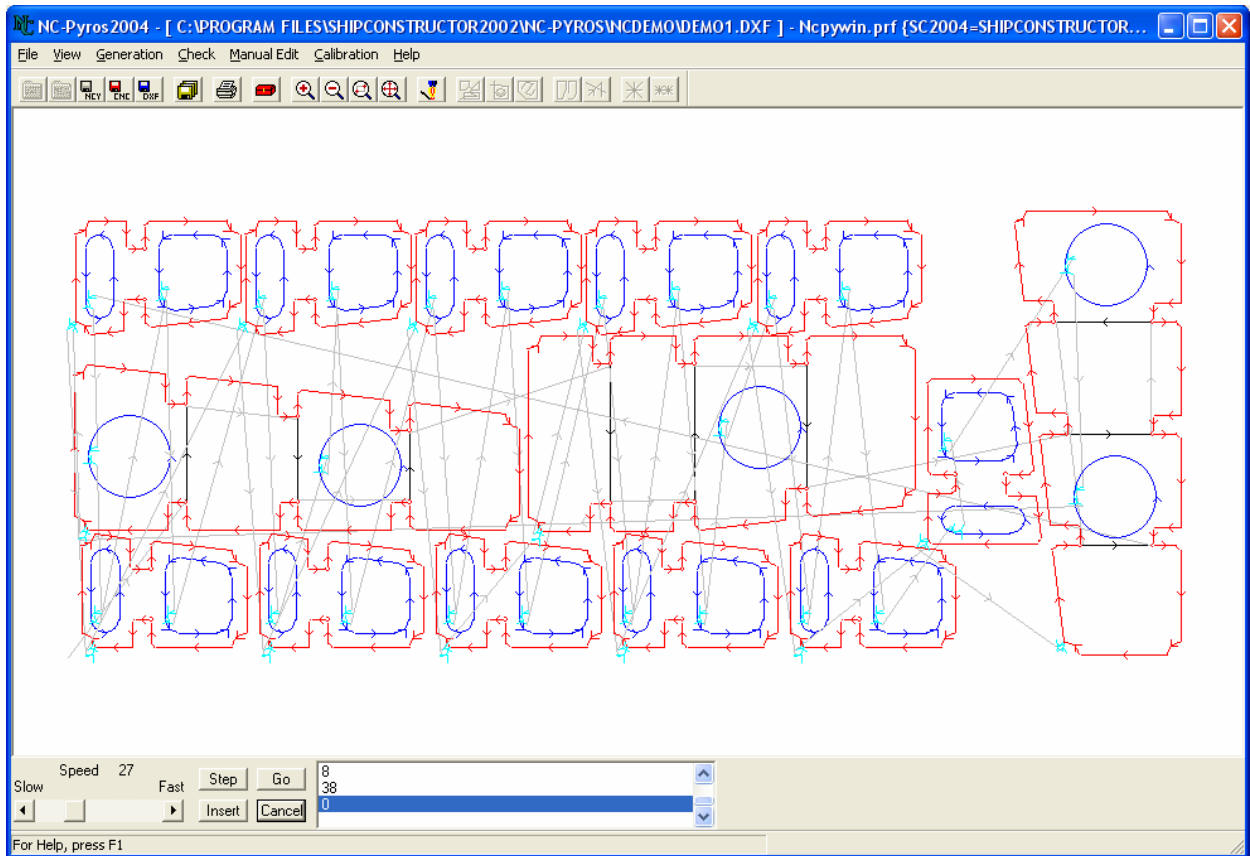 NC-Pyros2004 - [ C:\PROGRAM FILES\SHIPCONSTRUCTOR2002\NC-PYROS\NCDEMO\DEMO1.DXF ] - Ncpywin.prf {SC2004=SHIPCONSTRUCTOR...
File View Generation Check Manual Edit Calibration Help
NCY CNC DXF
Speed 27
Slow Fast
Step Go
Insert Cancel
8
38
0
For Help, press F1